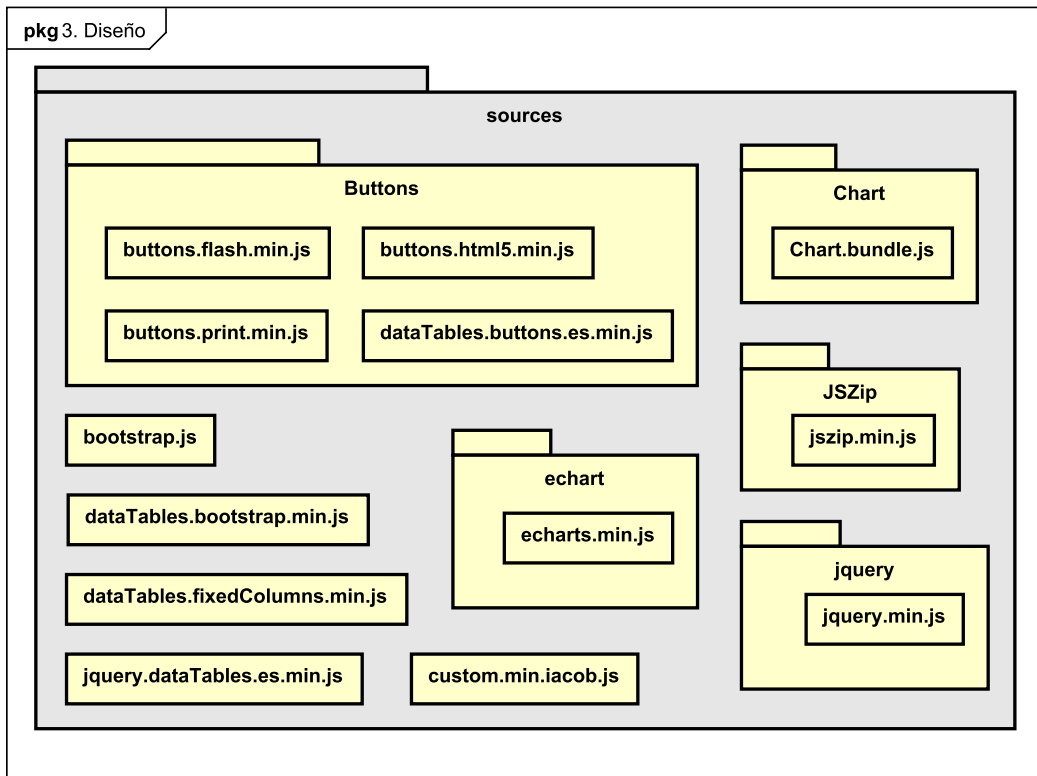 pkg 3. Diseño
sources
Buttons
buttons.flash.min.js
buttons.html5.min.js
buttons.print.min.js
dataTables.buttons.es.min.js
Chart
Chart.bundle.js
JSZip
jszip.min.js
bootstrap.js
dataTables.bootstrap.min.js
dataTables.fixedColumns.min.js
jquery.dataTables.es.min.js
custom.min.iacob.js
echart
echarts.min.js
jquery
jquery.min.js